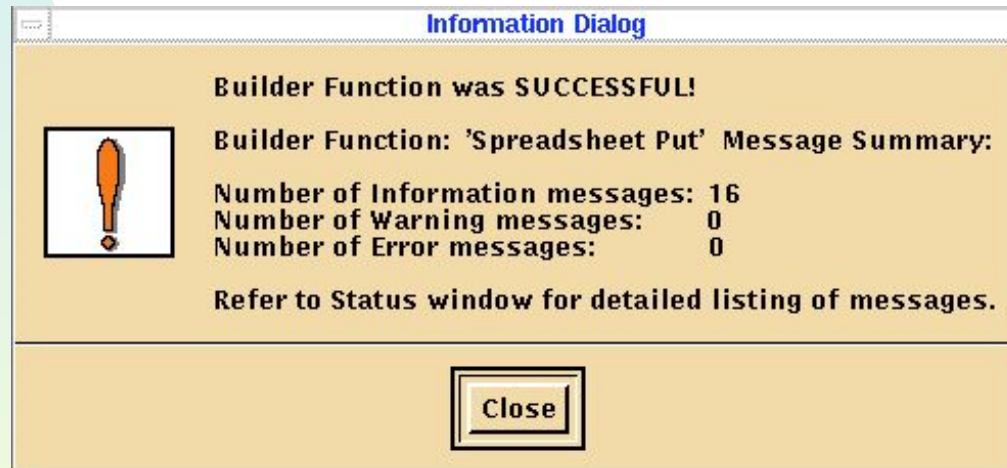 Information Dialog
Builder Function was SUCCESSFUL!
Builder Function: 'Spreadsheet Put' Message Summary:
Number of Information messages: 16
Number of Warning messages: 0
Number of Error messages: 0
Refer to Status window for detailed listing of messages.
Close